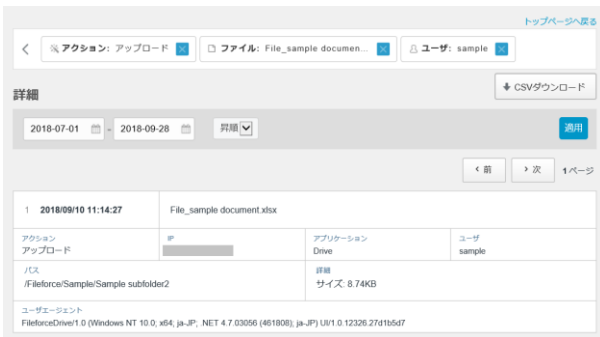 トップページへ戻る
アクション: アップロード
ファイル: File_sample documen...
ユーザ: sample
CSVダウンロード
詳細
2018-07-01 - 2018-09-28 昇順 適用
前 次 1ページ
1 2018/09/10 11:14:27 File_sample document.xlsx
アクション IP アプリケーション ユーザ
アップロード Drive sample
パス 詳細
/Fileforce/Sample/Sample subfolder2 サイズ: 8.74KB
ユーザエージェント
FileforceDrive/1.0 (Windows NT 10.0; x64; ja-JP; .NET 4.7.03056 (461808); ja-JP) UI/1.0.12326.27d1b5d7